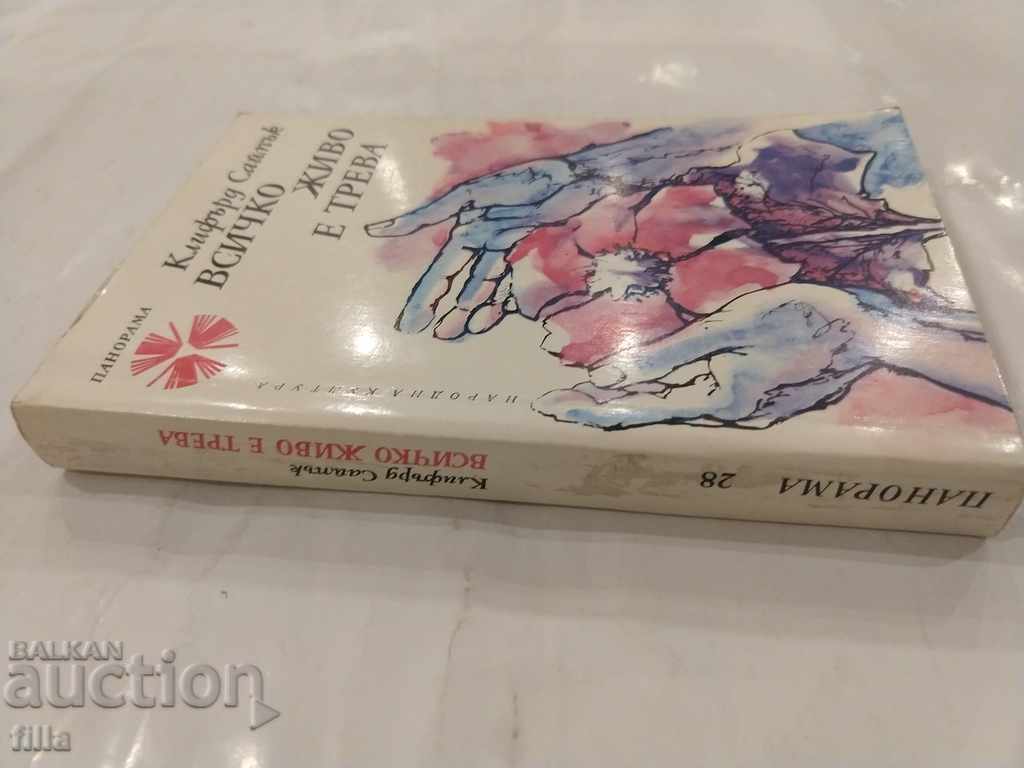 Клифърд Саймък
ВСИЧКО
ЖИВО
Е ТРЕВА
ПАНОРАМА
НАРОДНА КУЛТУРА
Клифърд Саймък
ВСИЧКО ЖИВО Е ТРЕВА
28
ПАНОРАМА
BALKAN
auction
filla